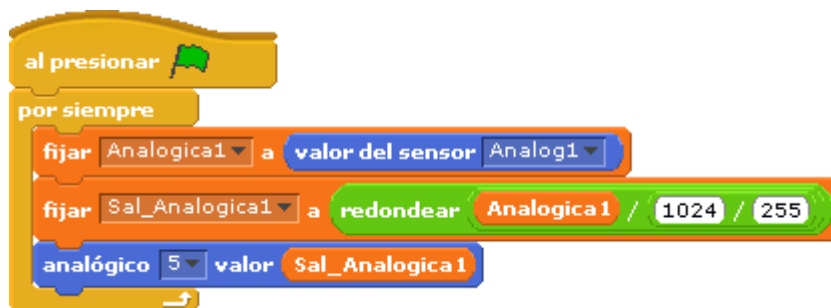 al presionar
por siempre
fijar Analogica1 a valor del sensor Analog1
fijar Sal_Analogica1 a redondear Analogica1 / 1024 / 255
analógico 5 valor Sal_Analogica1